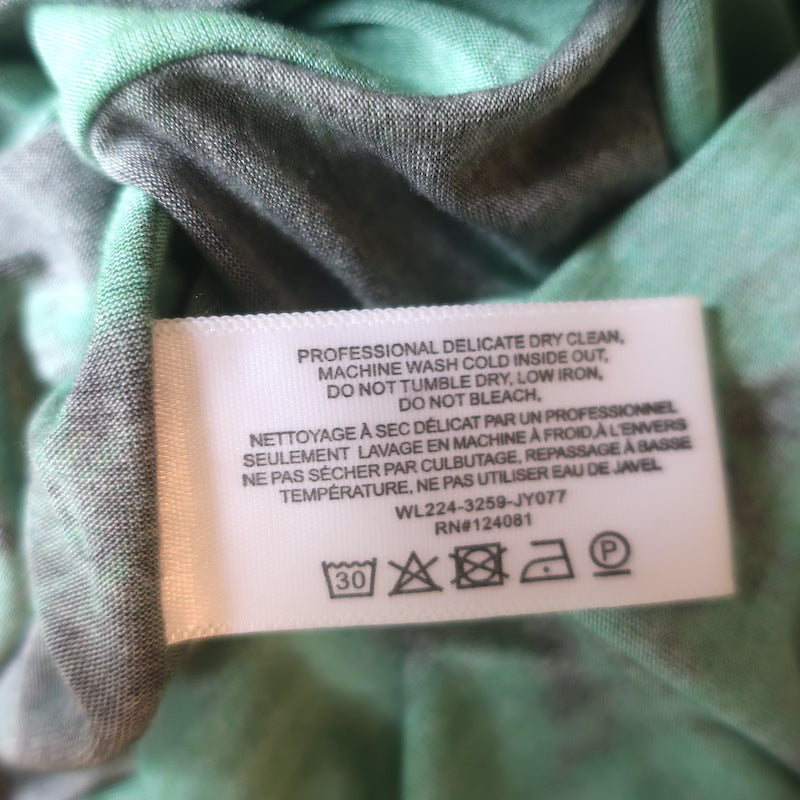 PROFESSIONAL DELICATE DRY CLEAN,
MACHINE WASH COLD INSIDE OUT,
DO NOT TUMBLE DRY, LOW IRON,
DO NOT BLEACH,
NETTOYAGE À SEC DÉLICAT PAR UN PROFESSIONNEL
SEULEMENT LAVAGE EN MACHINE À FROID,À L'ENVERS
NE PAS SÉCHER PAR CULBUTAGE, REPASSAGE À BASSE
TEMPÉRATURE, NE PAS UTILISER EAU DE JAVEL
WL224-3259-JY077
RN#124081
30 P